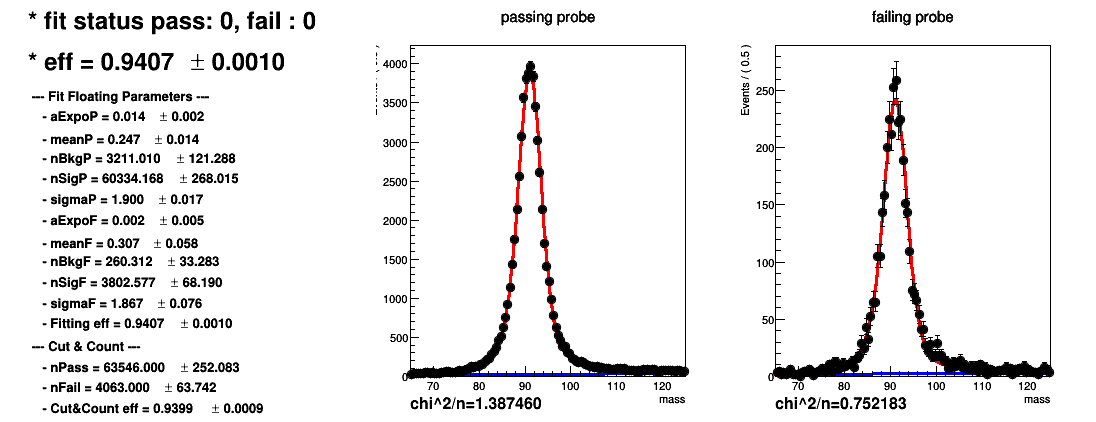 * fit status pass: 0, fail : 0
* eff = 0.9407 ± 0.0010
--- Fit Floating Parameters ---
- aExpoP = 0.014 ± 0.002
- meanP = 0.247 ± 0.014
- nBkgP = 3211.010 ± 121.288
- nSigP = 60334.168 ± 268.015
- sigmaP = 1.900 ± 0.017
- aExpoF = 0.002 ± 0.005
- meanF = 0.307 ± 0.058
- nBkgF = 260.312 ± 33.283
- nSigF = 3802.577 ± 68.190
- sigmaF = 1.867 ± 0.076
- Fitting eff = 0.9407 ± 0.0010
--- Cut & Count ---
- nPass = 63546.000 ± 252.083
- nFail = 4063.000 ± 63.742
- Cut&Count eff = 0.9399 ± 0.0009
passing probe
4000
3500
3000
2500
2000
1500
1000
500
0
70 80 90 100 110 120
mass
chi^2/n=1.387460
failing probe
Events / ( 0.5 )
250
200
150
100
50
0
70 80 90 100 110 120
mass
chi^2/n=0.752183